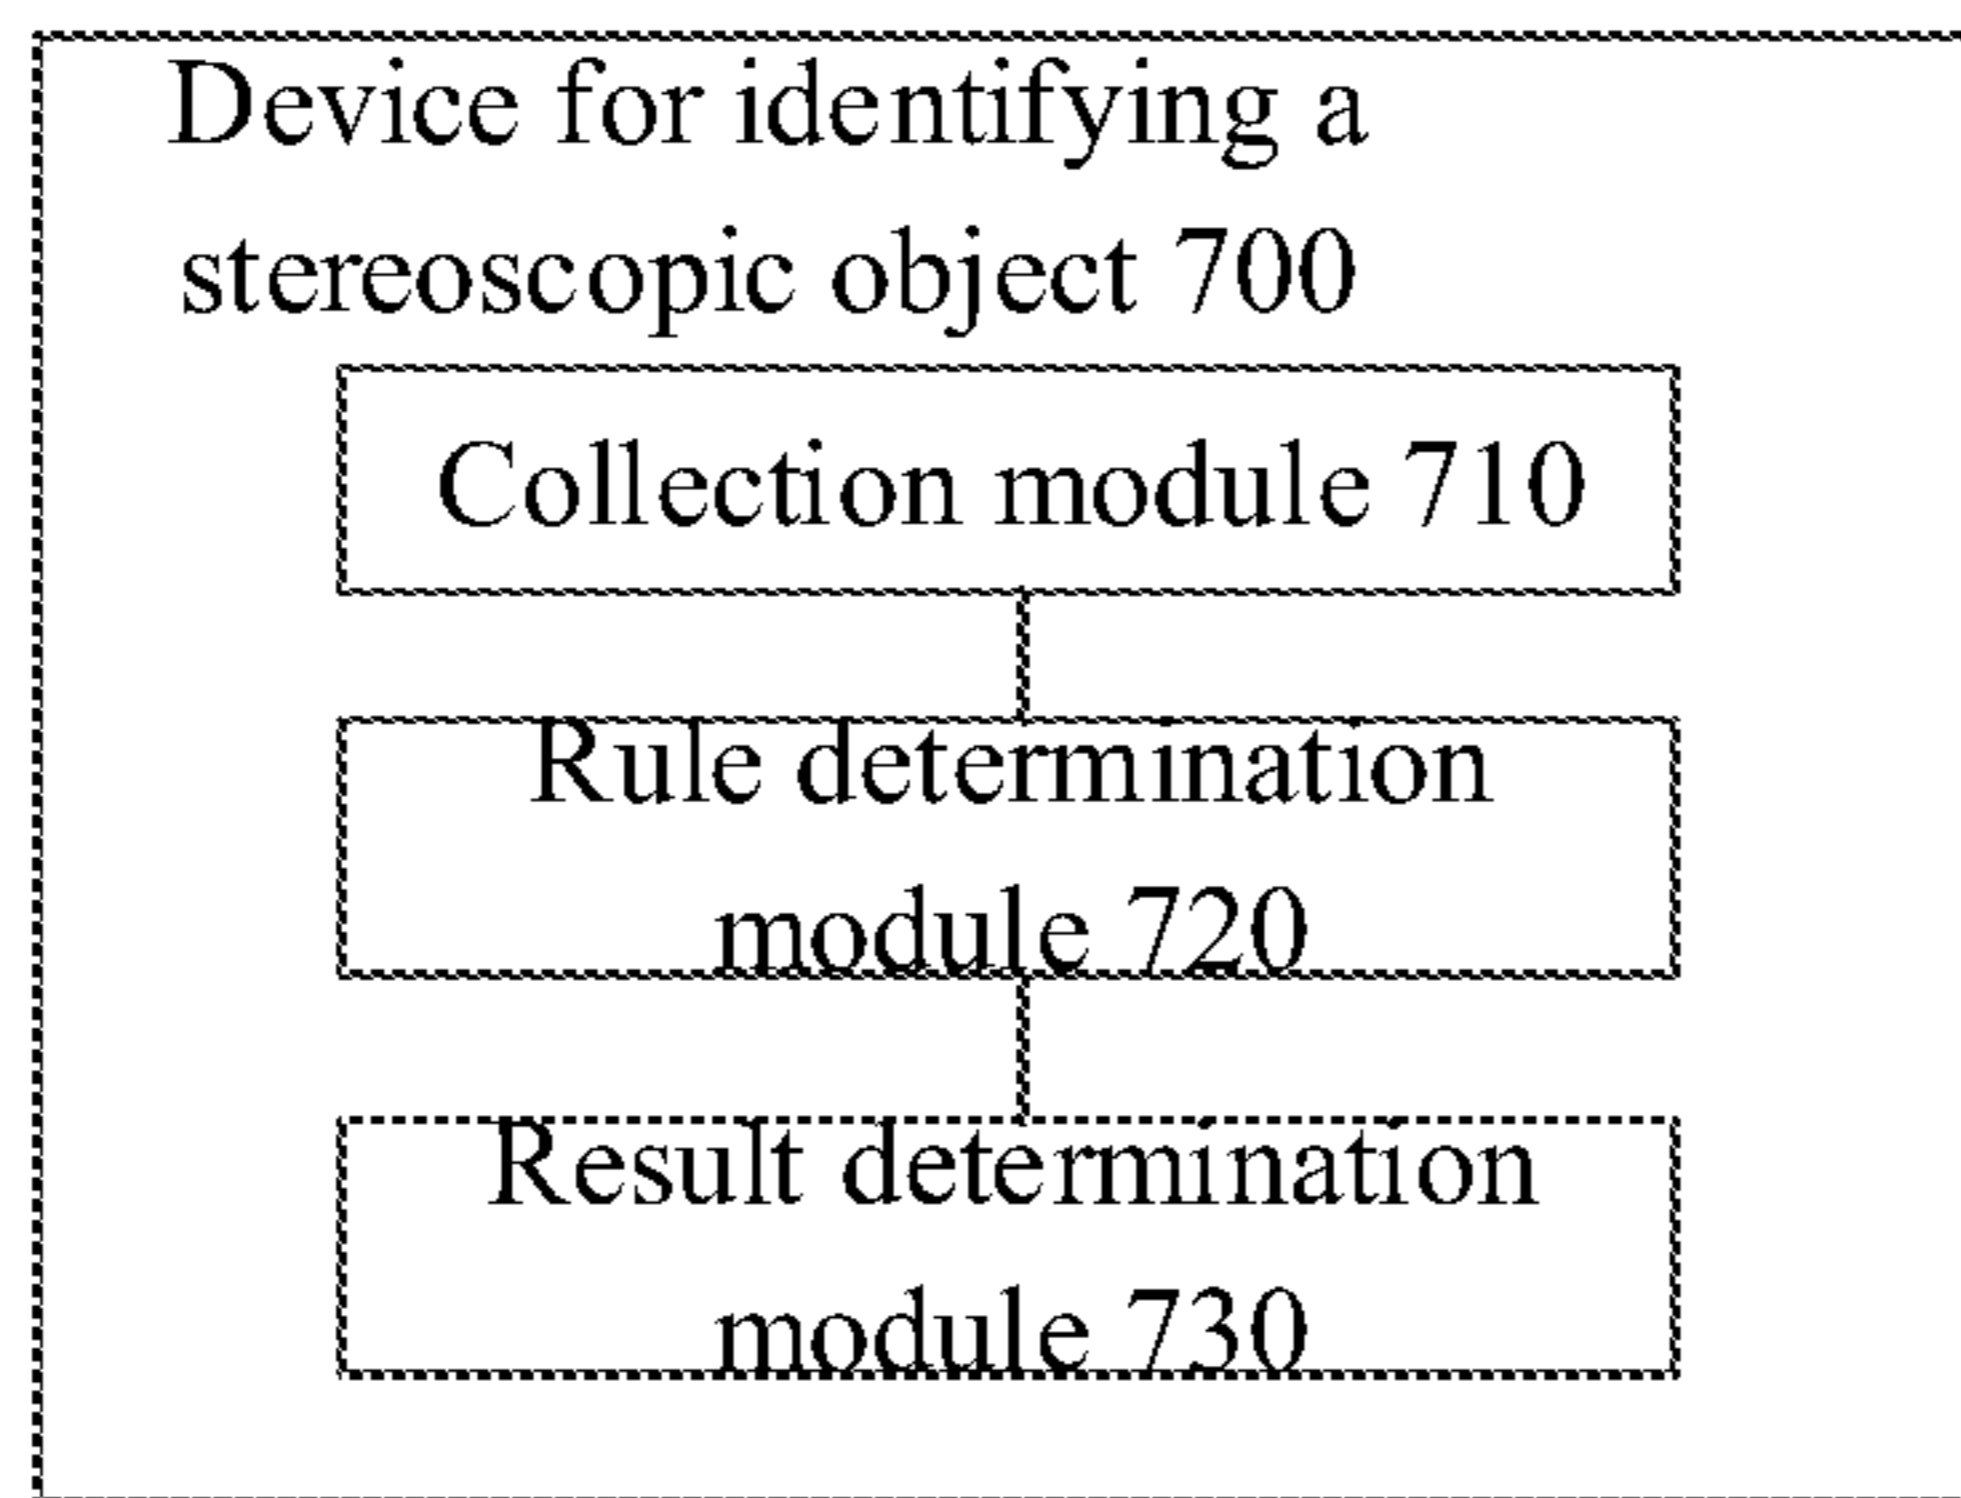 Device for identifying a
stereoscopic object 700
Collection module 710
Rule determination
module 720
Result determination
module 730